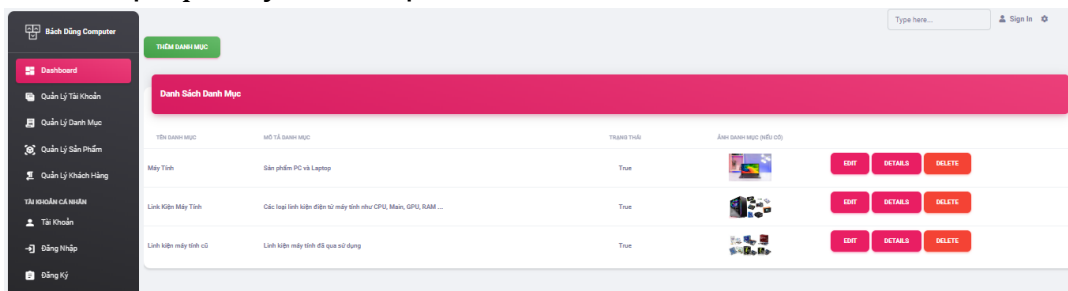 Bách Dũng Computer
Type here...
Sign In
THÊM DANH MỤC
Dashboard
Quản Lý Tài Khoản
Quản Lý Danh Mục
Quản Lý Sản Phẩm
Quản Lý Khách Hàng
TÀI KHOẢN CÁ NHÂN
Tài Khoản
Đăng Nhập
Đăng Ký
Danh Sách Danh Mục
TÊN DANH MỤC MÔ TẢ DANH MỤC TRẠNG THÁI ẢNH DANH MỤC (NẾU CÓ)
Máy Tính Sản phẩm PC và Laptop True EDIT DETAILS DELETE
Link Kiện Máy Tính Các loại linh kiện điện tử máy tính như CPU, Main, GPU, RAM ... True EDIT DETAILS DELETE
Linh kiện máy tính cũ Linh kiện máy tính đã qua sử dụng True EDIT DETAILS DELETE